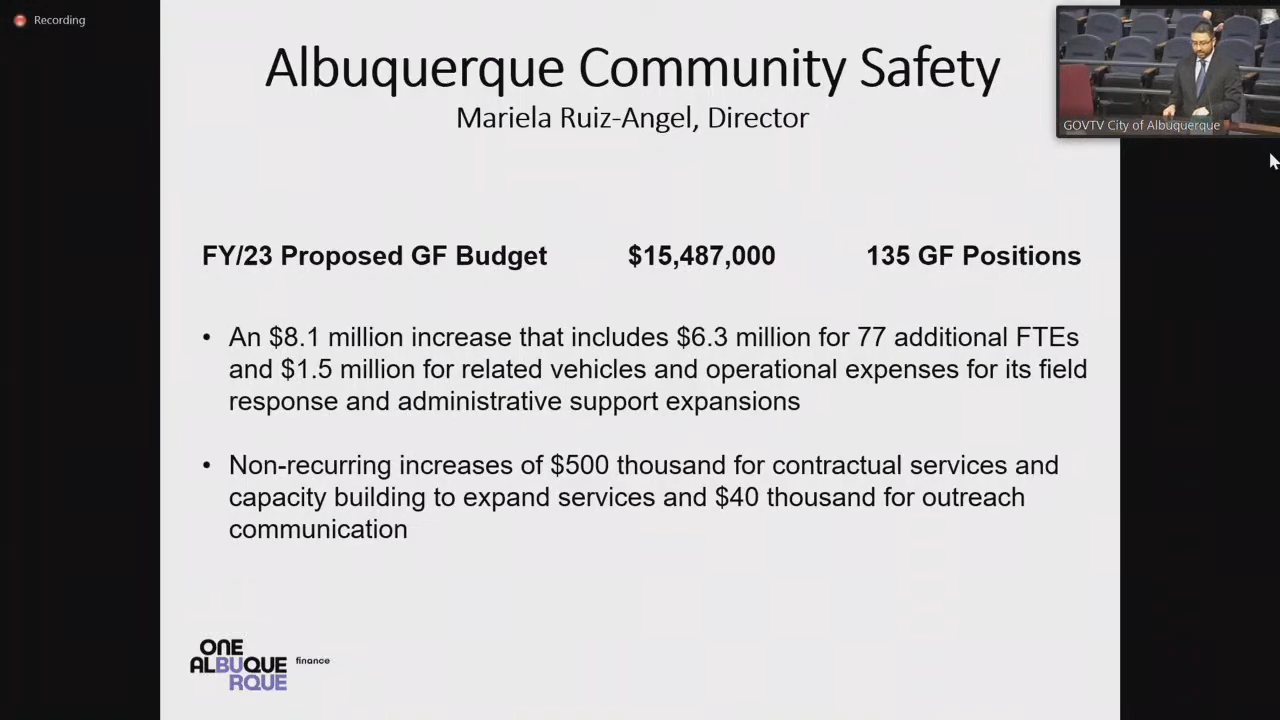 Recording
Albuquerque Community Safety
Mariela Ruiz-Angel, Director
GOVTV City of Albuquerque
FY/23 Proposed GF Budget $15,487,000 135 GF Positions
• An $8.1 million increase that includes $6.3 million for 77 additional FTEs
and $1.5 million for related vehicles and operational expenses for its field
response and administrative support expansions
• Non-recurring increases of $500 thousand for contractual services and
capacity building to expand services and $40 thousand for outreach
communication
ONE
ALBUQUE finance
RQUE